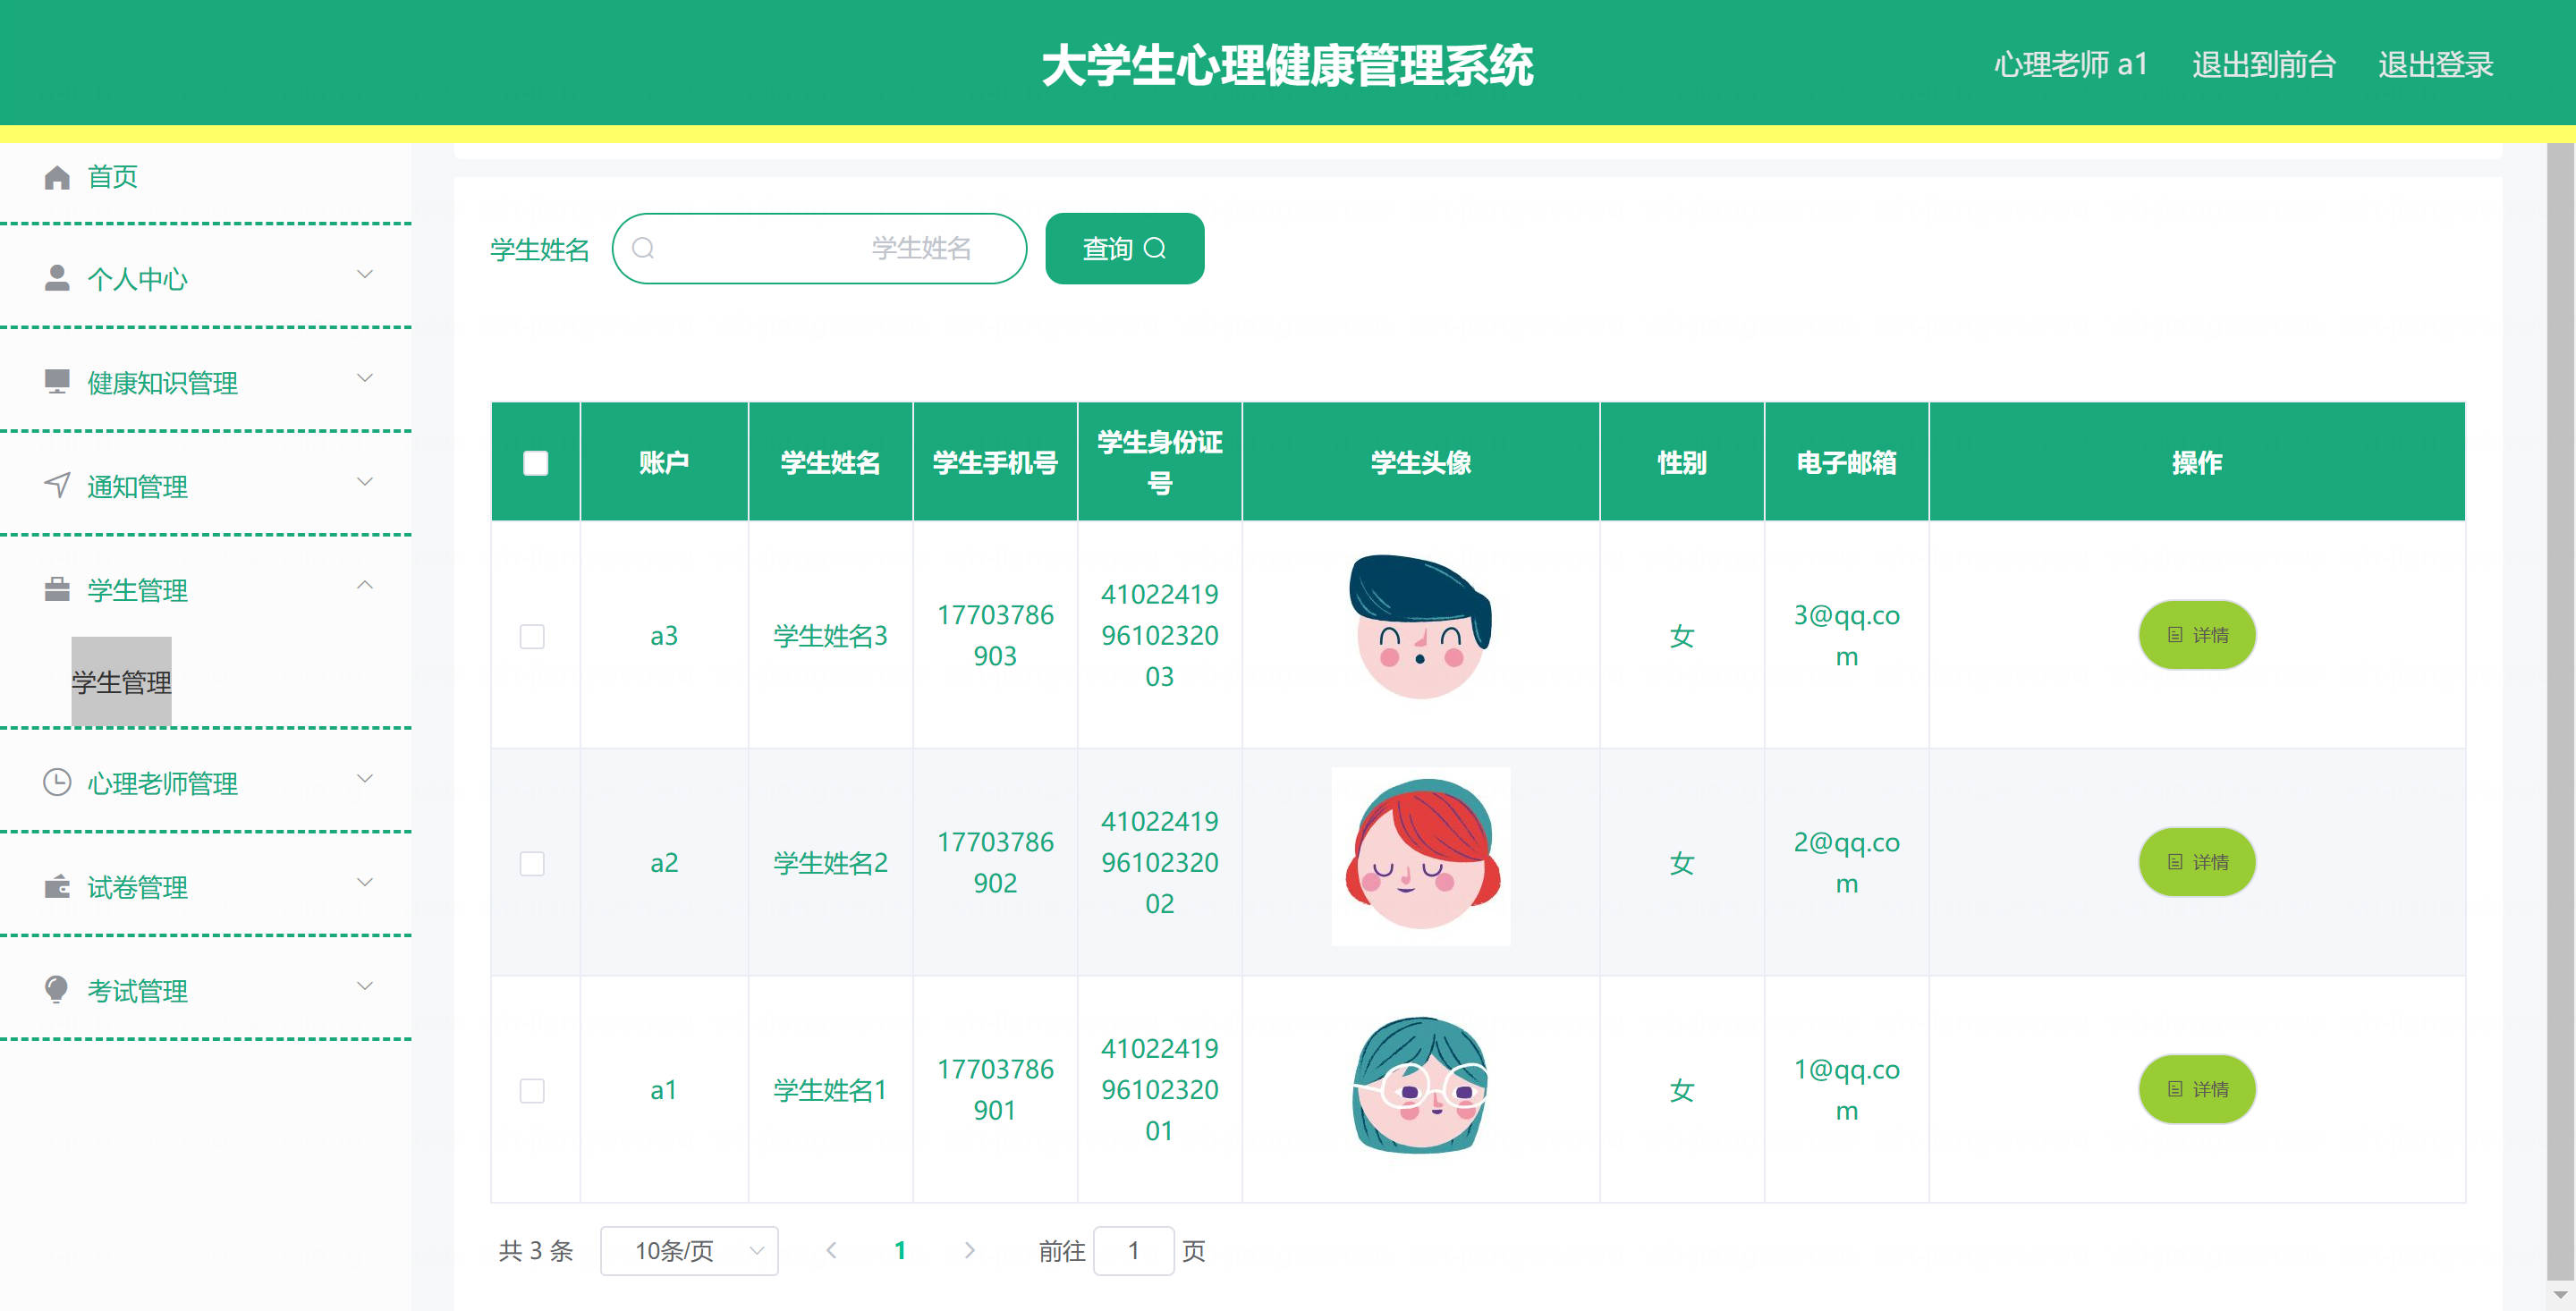 大学生心理健康管理系统
心理老师 a1 退出到前台 退出登录
首页
个人中心
健康知识管理
通知管理
学生管理
学生管理
心理老师管理
试卷管理
考试管理
学生姓名 学生姓名 查询
账户 学生姓名 学生手机号 学生身份证号 学生头像 性别 电子邮箱 操作
a3 学生姓名3 17703786903 410224199610232003 女 3@qq.com 详情
a2 学生姓名2 17703786902 410224199610232002 女 2@qq.com 详情
a1 学生姓名1 17703786901 410224199610232001 女 1@qq.com 详情
共 3 条 10条/页 1 前往 1 页